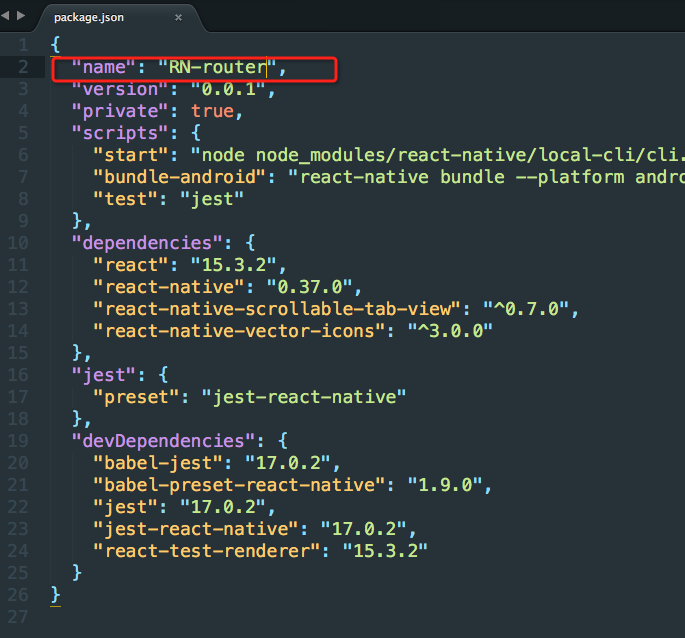 package.json
1 {
2 "name": "RN-router",
3 "version": "0.0.1",
4 "private": true,
5 "scripts": {
6 "start": "node node_modules/react-native/local-cli/cli.
7 "bundle-android": "react-native bundle --platform andro
8 "test": "jest"
9 },
10 "dependencies": {
11 "react": "15.3.2",
12 "react-native": "0.37.0",
13 "react-native-scrollable-tab-view": "^0.7.0",
14 "react-native-vector-icons": "^3.0.0"
15 },
16 "jest": {
17 "preset": "jest-react-native"
18 },
19 "devDependencies": {
20 "babel-jest": "17.0.2",
21 "babel-preset-react-native": "1.9.0",
22 "jest": "17.0.2",
23 "jest-react-native": "17.0.2",
24 "react-test-renderer": "15.3.2"
25 }
26 }
27